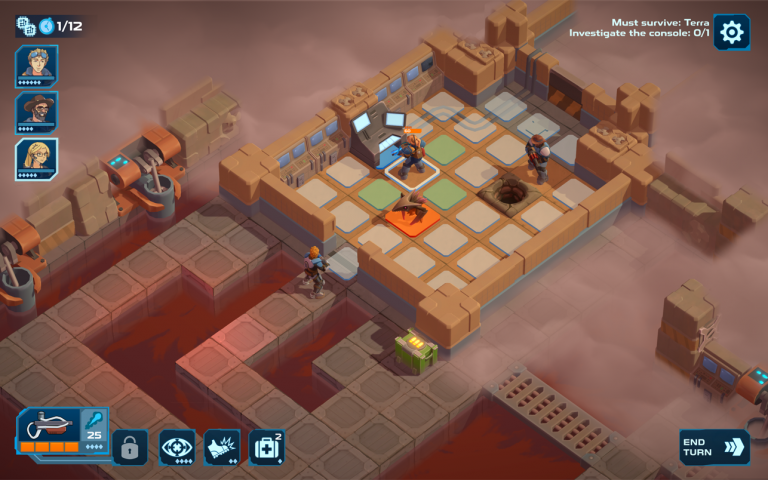 1/12
Must survive: Terra
Investigate the console: 0/1
25
2
END
TURN